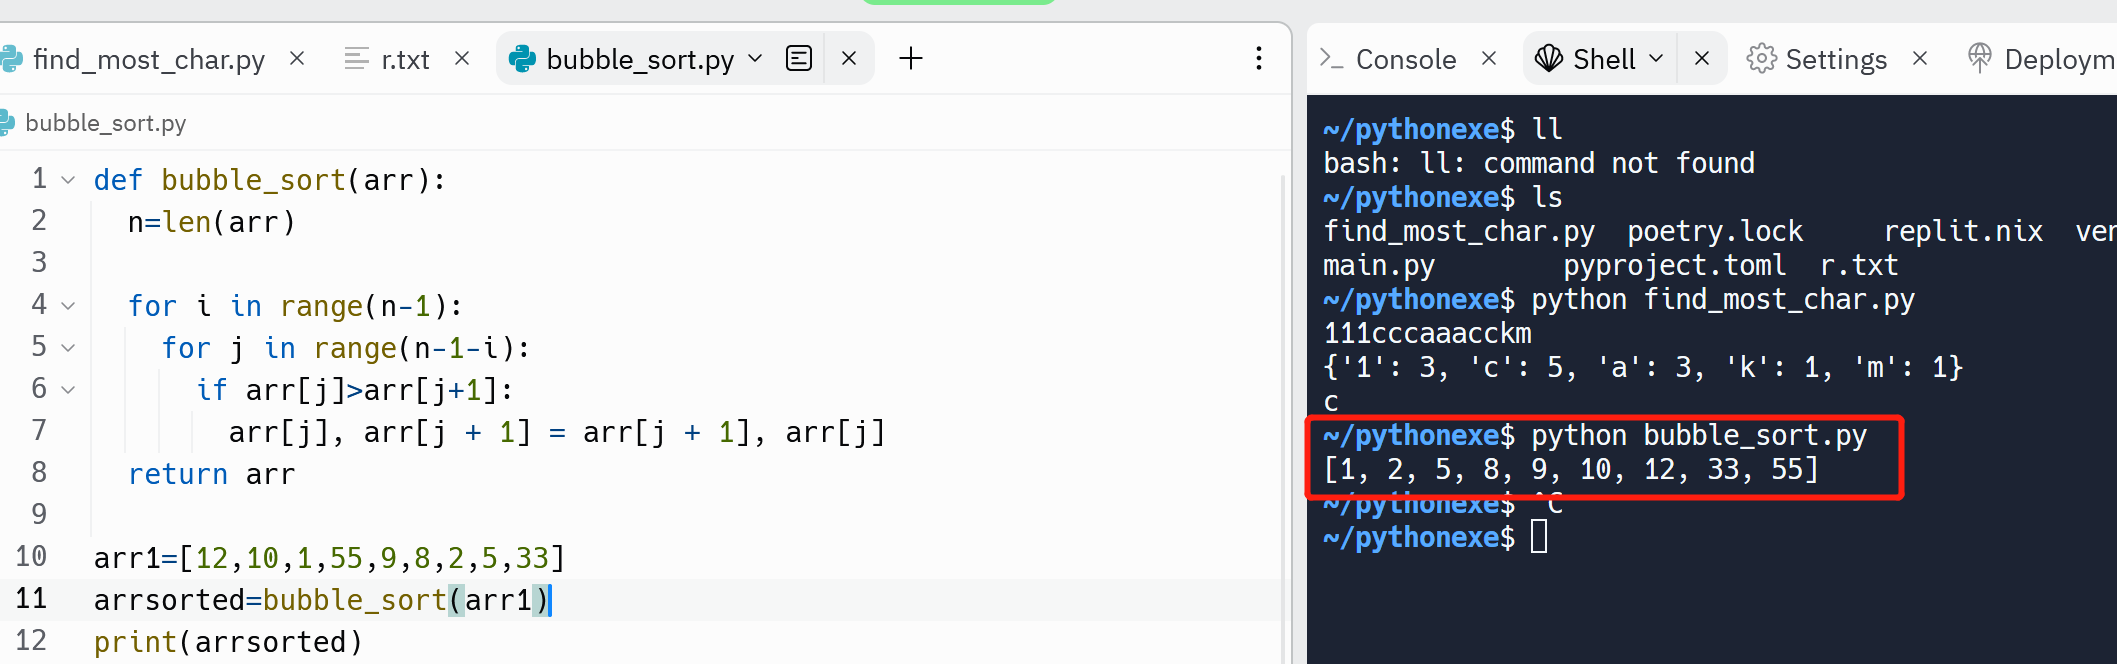 find_most_char.py
r.txt
bubble_sort.py
bubble_sort.py
1 def bubble_sort(arr):
2 n=len(arr)
3
4 for i in range(n-1):
5 for j in range(n-1-i):
6 if arr[j]>arr[j+1]:
7 arr[j], arr[j + 1] = arr[j + 1], arr[j]
8 return arr
9
10 arr1=[12,10,1,55,9,8,2,5,33]
11 arrsorted=bubble_sort(arr1)
12 print(arrsorted)
Console
Shell
Settings
Deploym
~/pythonexe$ ll
bash: ll: command not found
~/pythonexe$ ls
find_most_char.py poetry.lock replit.nix ver
main.py pyproject.toml r.txt
~/pythonexe$ python find_most_char.py
111cccaaacckm
{'1': 3, 'c': 5, 'a': 3, 'k': 1, 'm': 1}
c
~/pythonexe$ python bubble_sort.py
[1, 2, 5, 8, 9, 10, 12, 33, 55]
~/pythonexe$ ^C
~/pythonexe$